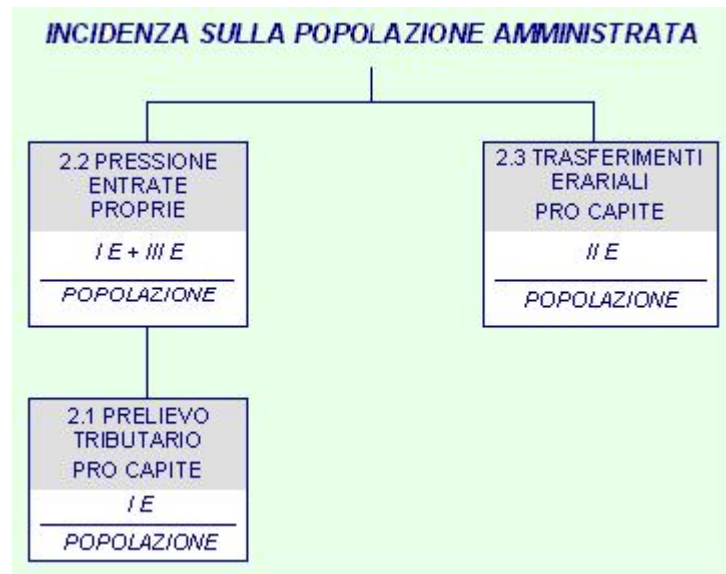 INCIDENZA SULLA POPOLAZIONE AMMINISTRATA
2.2 PRESSIONE
ENTRATE
PROPRIE
I E + III E
POPOLAZIONE
2.3 TRASFERIMENTI
ERARIALI
PRO CAPITE
II E
POPOLAZIONE
2.1 PRELIEVO
TRIBUTARIO
PRO CAPITE
I E
POPOLAZIONE